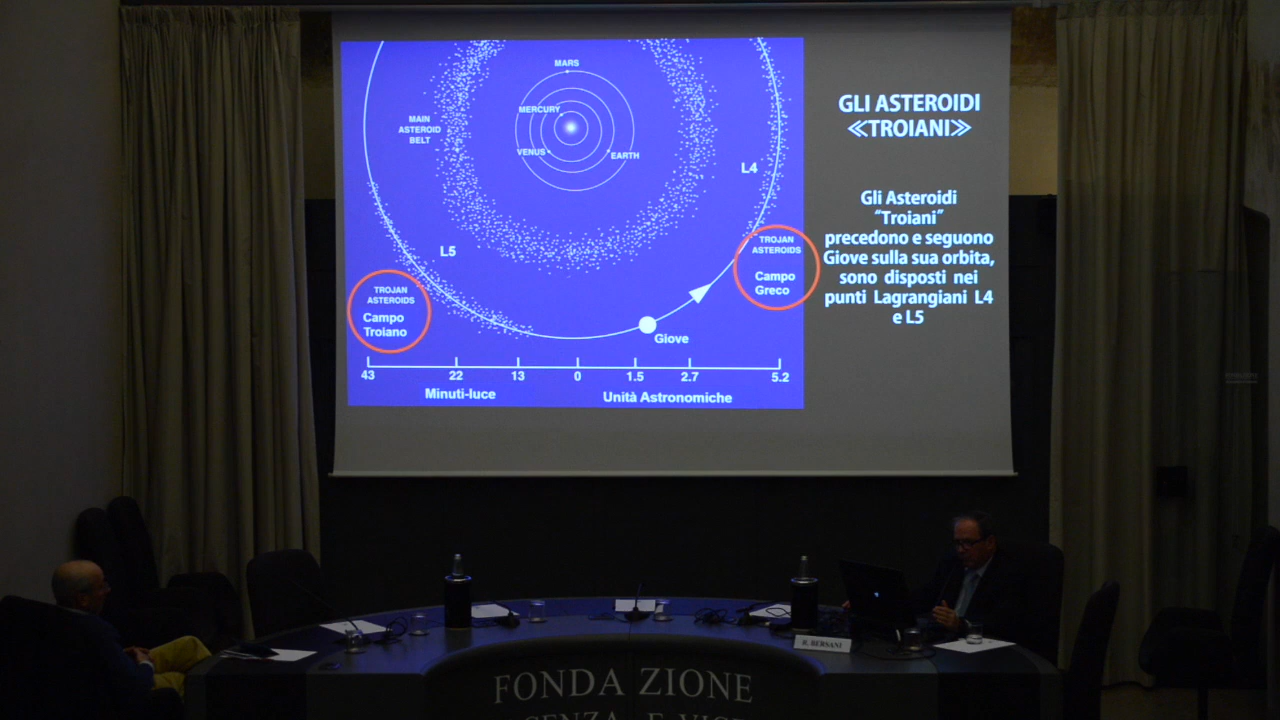 MARS
MERCURY
MAIN
ASTEROID
BELT
VENUS
EARTH
L4
L5
TROJAN
ASTEROIDS
Campo
Greco
TROJAN
ASTEROIDS
Campo
Troiano
Giove
43 22 13 0 1.5 2.7 5.2
Minuti-luce Unità Astronomiche
GLI ASTEROIDI
≪TROIANI≫
Gli Asteroidi
“Troiani”
precedono e seguono
Giove sulla sua orbita,
sono disposti nei
punti Lagrangiani L4
e L5
R. BERSANI
FONDAZIONE